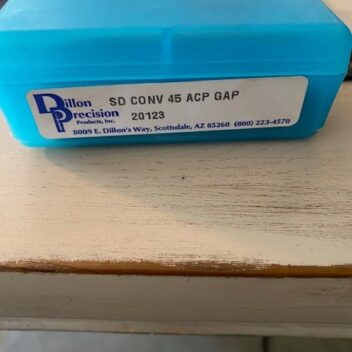 Dillon
Precision
Products, Inc.
SD CONV 45 ACP GAP
20123
8009 E. Dillon's Way, Scottsdale, AZ 85260 (800) 223-4570